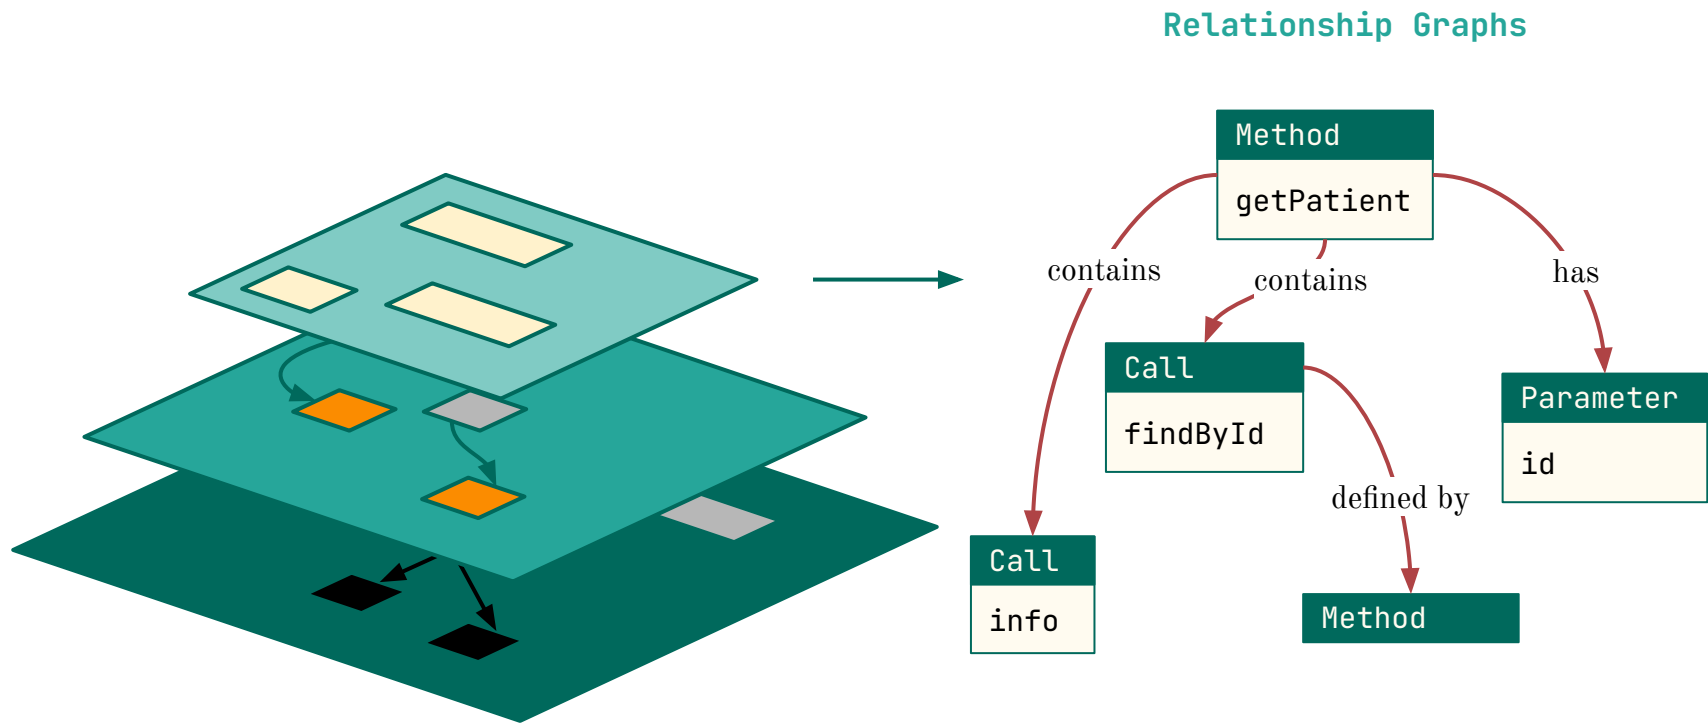 Relationship Graphs
Method
getPatient
contains
contains
has
Call
findById
Parameter
id
defined by
Call
info
Method